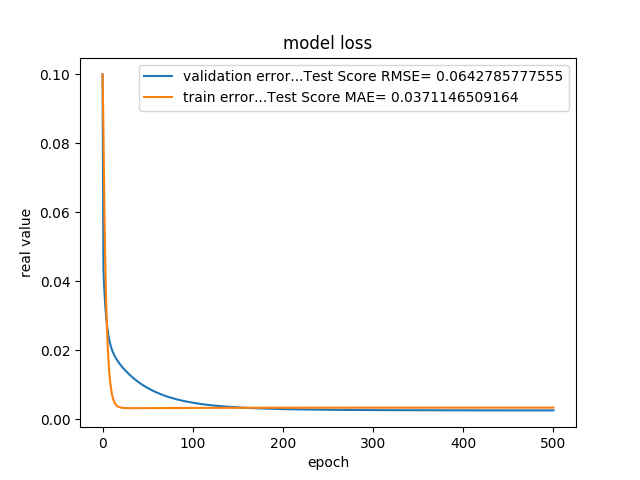 model loss
validation error...Test Score RMSE= 0.0642785777555
train error...Test Score MAE= 0.0371146509164
0.10
0.08
0.06
0.04
0.02
0.00
real value
0 100 200 300 400 500
epoch